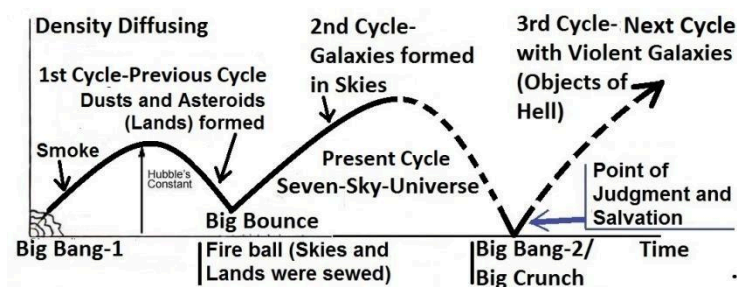 Density Diffusing
1st Cycle-Previous Cycle
Dusts and Asteroids
(Lands) formed
Smoke
Hubble's
Constant
2nd Cycle-
Galaxies formed
in Skies
3rd Cycle- Next Cycle
with Violent Galaxies
(Objects of
Hell)
Present Cycle
Seven-Sky-Universe
Point of
Judgment and
Salvation
Big Bounce
Big Bang-1
Fire ball (Skies and
Lands were sewed)
Big Bang-2/
Big Crunch
Time